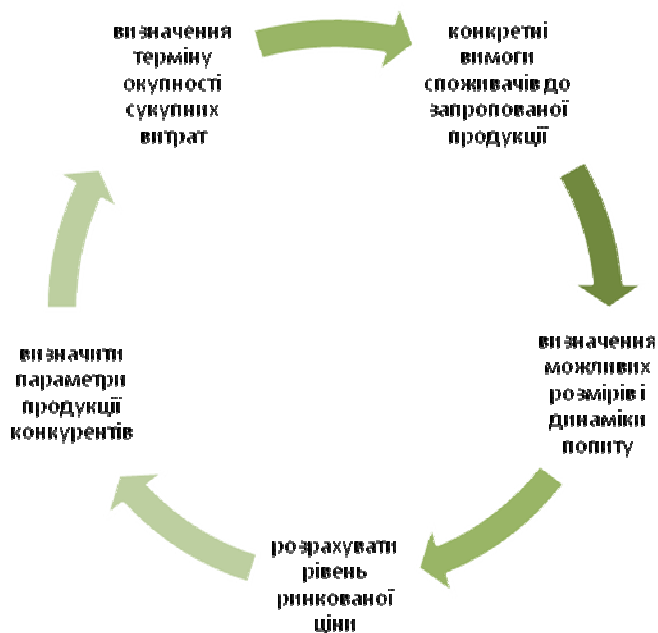 визначення
терміну
окупності
сукупних
витрат
конкретні
вимоги
споживачів до
запропованої
продукції
визначення
можливих
розмірів і
динаміки
попиту
розрахувати
рівень
ринкованої
ціни
визначити
параметри
продукції
конкурентів